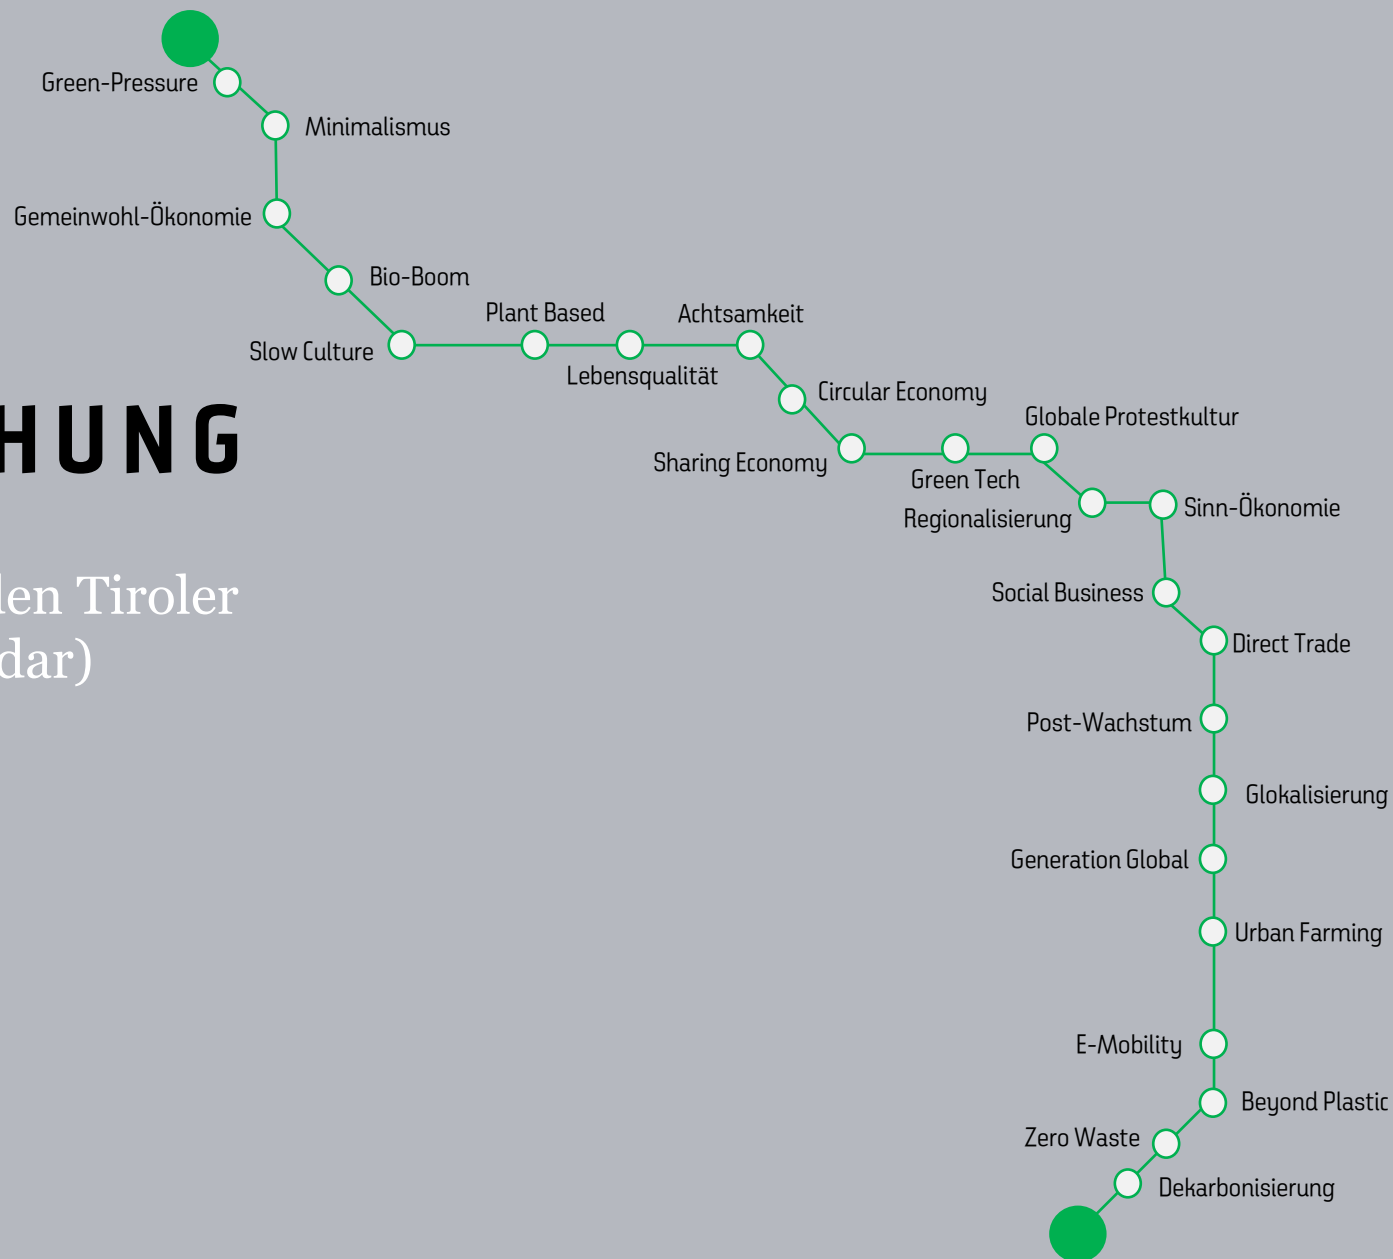 Green-Pressure
Minimalismus
Gemeinwohl-Ökonomie
Bio-Boom
Plant Based
Achtsamkeit
Slow Culture
Lebensqualität
Circular Economy
Globale Protestkultur
HUNG
Sharing Economy
Green Tech
Sinn-Ökonomie
Regionalisierung
len Tiroler
Social Business
Direct Trade
dar)
Post-Wachstum
Glokalisierung
Generation Global
Urban Farming
E-Mobility
Beyond Plastic
Zero Waste
Dekarbonisierung